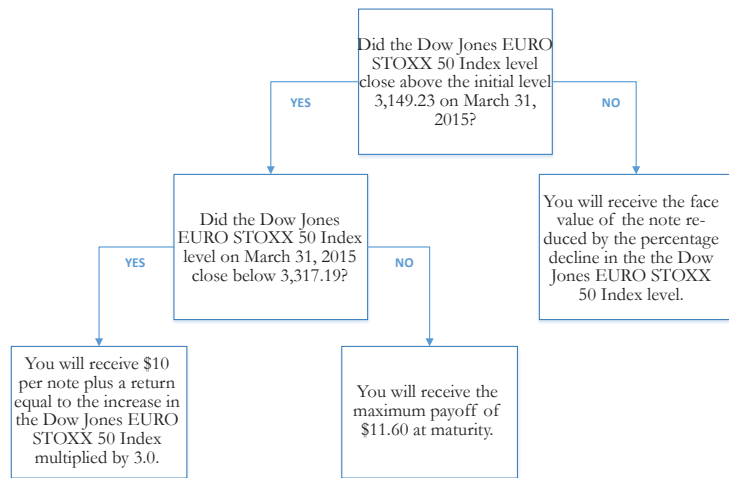 Did the Dow Jones EURO
STOXX 50 Index level
close above the initial level
3,149.23 on March 31,
2015?
YES
NO
Did the Dow Jones
EURO STOXX 50 Index
level on March 31, 2015
close below 3,317.19?
You will receive the face
value of the note re-
duced by the percentage
decline in the the Dow
Jones EURO STOXX
50 Index level.
YES
NO
You will receive $10
per note plus a return
equal to the increase in
the Dow Jones EURO
STOXX 50 Index
multiplied by 3.0.
You will receive the
maximum payoff of
$11.60 at maturity.